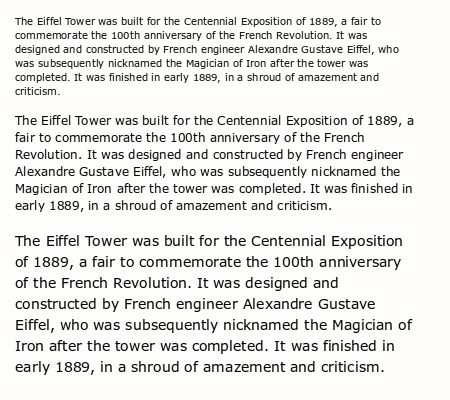 The Eiffel Tower was built for the Centennial Exposition of 1889, a fair to
commemorate the 100th anniversary of the French Revolution. It was
designed and constructed by French engineer Alexandre Gustave Eiffel, who
was subsequently nicknamed the Magician of Iron after the tower was
completed. It was finished in early 1889, in a shroud of amazement and
criticism.
The Eiffel Tower was built for the Centennial Exposition of 1889, a
fair to commemorate the 100th anniversary of the French
Revolution. It was designed and constructed by French engineer
Alexandre Gustave Eiffel, who was subsequently nicknamed the
Magician of Iron after the tower was completed. It was finished in
early 1889, in a shroud of amazement and criticism.
The Eiffel Tower was built for the Centennial Exposition
of 1889, a fair to commemorate the 100th anniversary
of the French Revolution. It was designed and
constructed by French engineer Alexandre Gustave
Eiffel, who was subsequently nicknamed the Magician of
Iron after the tower was completed. It was finished in
early 1889, in a shroud of amazement and criticism.